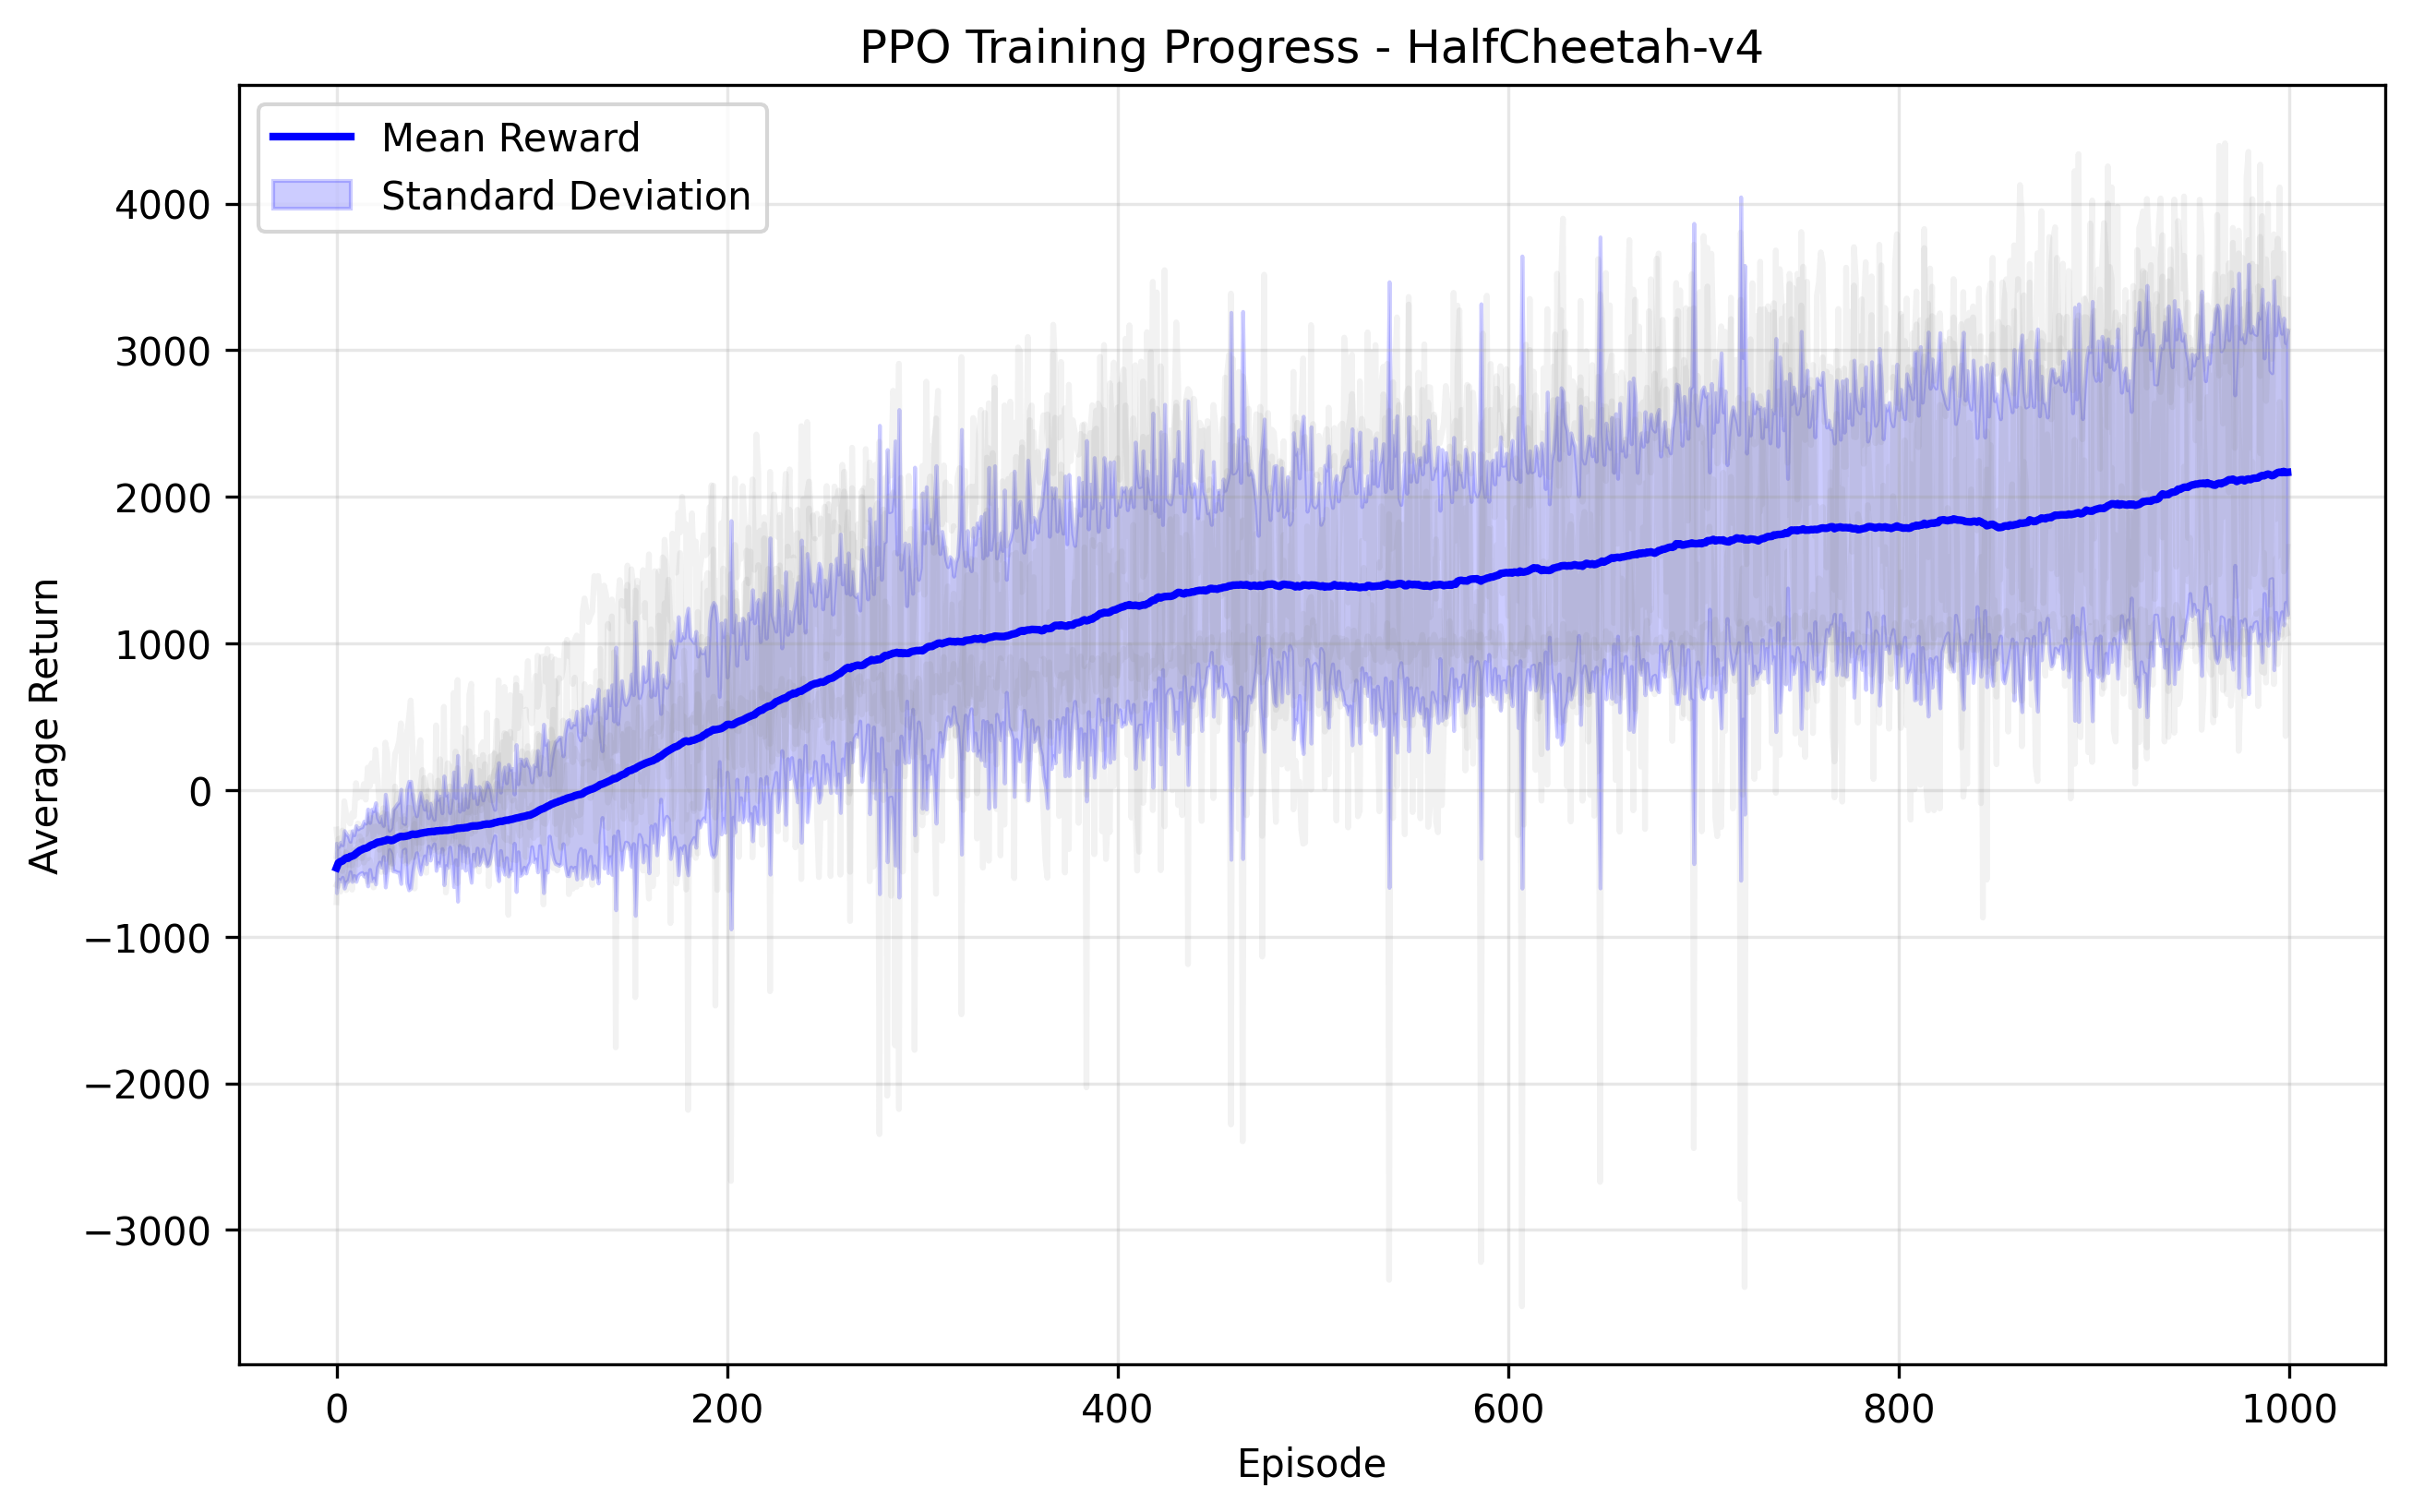 PPO Training Progress - HalfCheetah-v4
Mean Reward
Standard Deviation
Average Return
4000
3000
2000
1000
0
−1000
−2000
−3000
0 200 400 600 800 1000
Episode